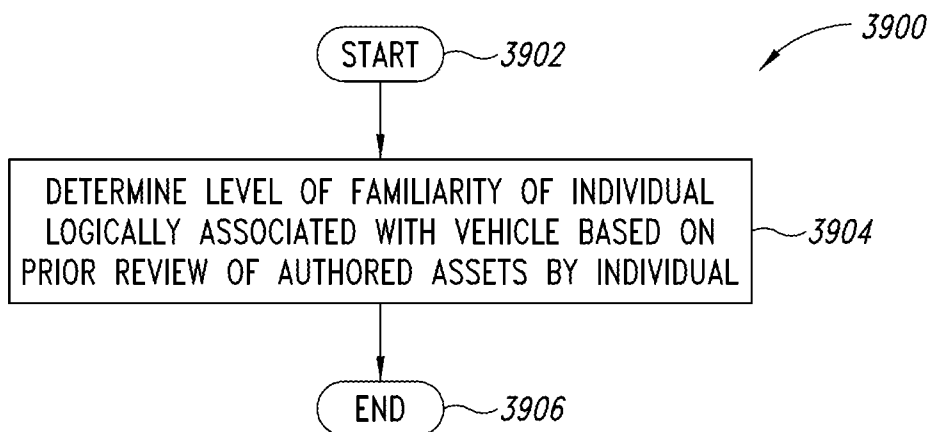 3900
START
3902
DETERMINE LEVEL OF FAMILIARITY OF INDIVIDUAL
LOGICALLY ASSOCIATED WITH VEHICLE BASED ON
PRIOR REVIEW OF AUTHORED ASSETS BY INDIVIDUAL
3904
END
3906